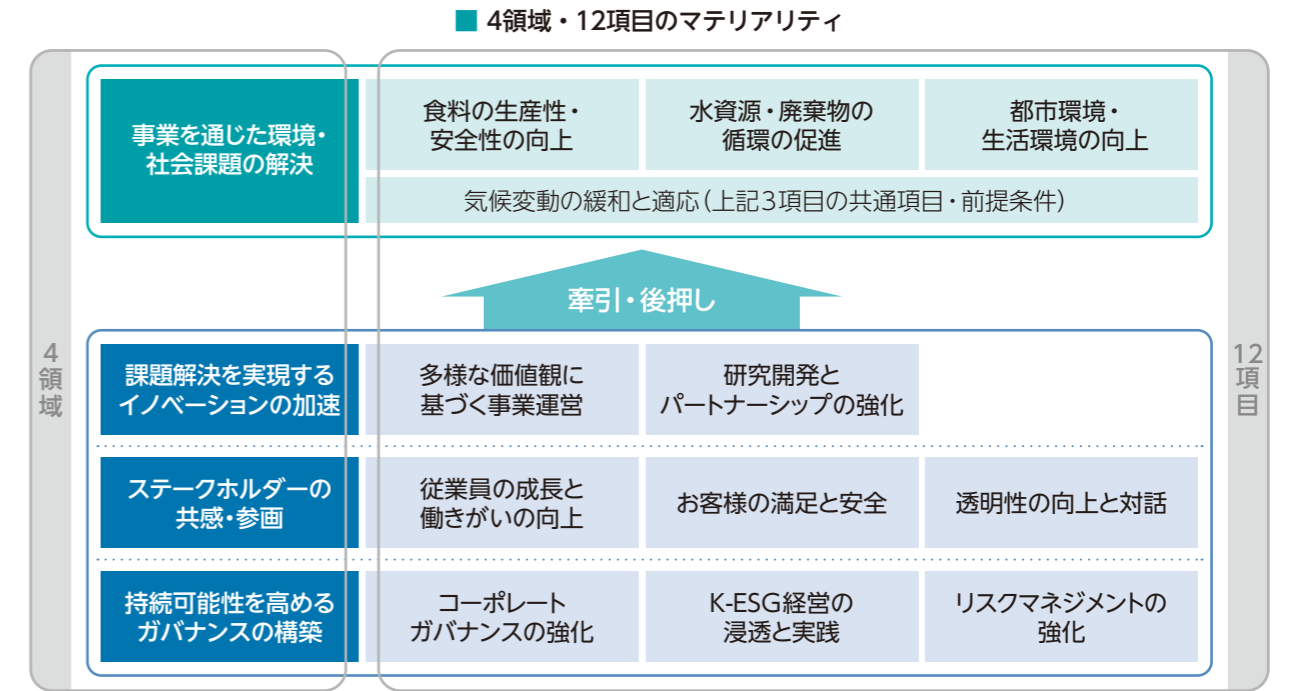 ■ 4領域・12項目のマテリアリティ
4領域
12項目
事業を通じた環境・
社会課題の解決
食料の生産性・
安全性の向上
水資源・廃棄物の
循環の促進
都市環境・
生活環境の向上
気候変動の緩和と適応(上記3項目の共通項目・前提条件)
牽引・後押し
課題解決を実現する
イノベーションの加速
多様な価値観に
基づく事業運営
研究開発と
パートナーシップの強化
ステークホルダーの
共感・参画
従業員の成長と
働きがいの向上
お客様の満足と安全
透明性の向上と対話
持続可能性を高める
ガバナンスの構築
コーポレート
ガバナンスの強化
K-ESG経営の
浸透と実践
リスクマネジメントの
強化